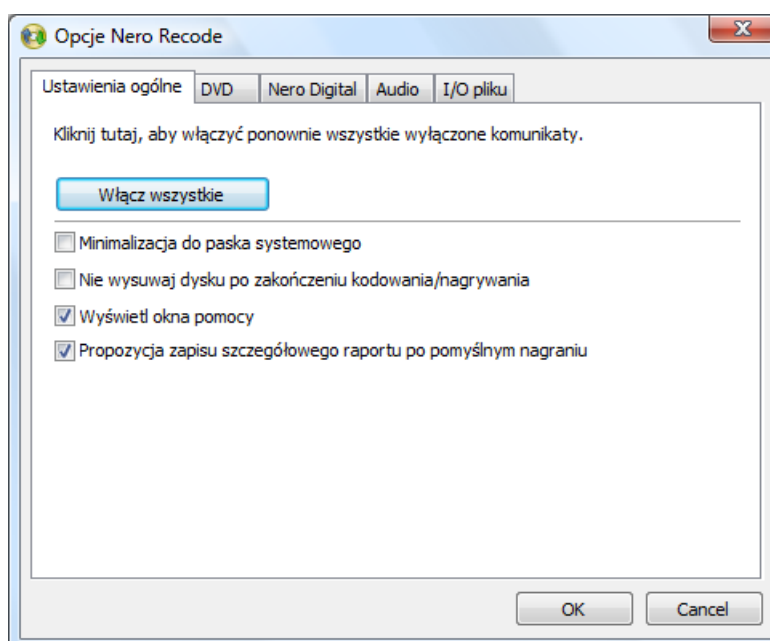 Opcje Nero Recode
Ustawienia ogólne DVD Nero Digital Audio I/O pliku
Kliknij tutaj, aby włączyć ponownie wszystkie wyłączone komunikaty.
Włącz wszystkie
Minimalizacja do paska systemowego
Nie wysuwaj dysku po zakończeniu kodowania/nagrywania
Wyświetl okna pomocy
Propozycja zapisu szczegółowego raportu po pomyślnym nagraniu
OK Cancel